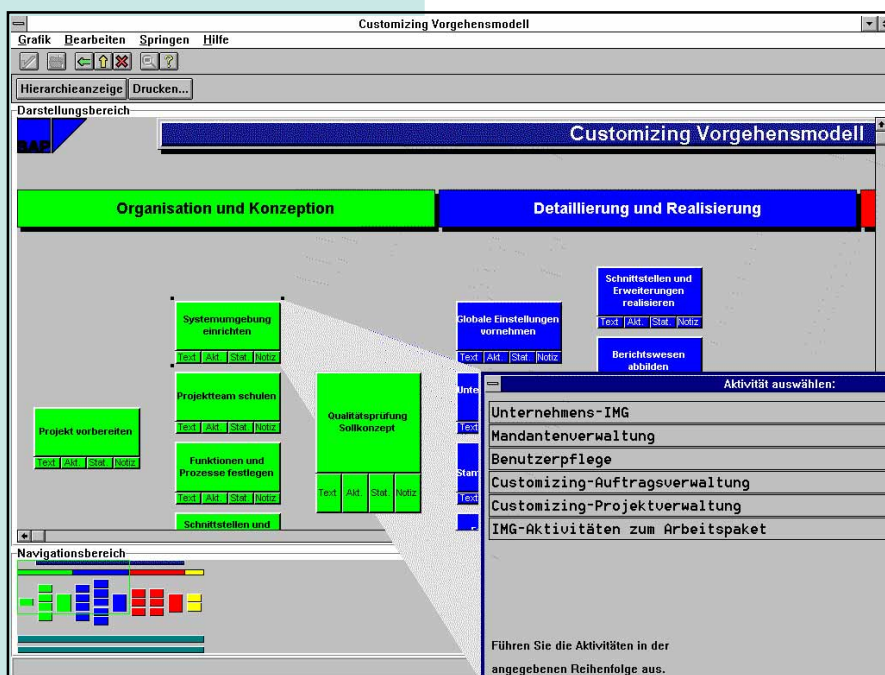 Customizing Vorgehensmodell
Grafik Bearbeiten Springen Hilfe
Hierarchieanzeige Drucken...
Darstellungsbereich
SAP
Customizing Vorgehensmodell
Organisation und Konzeption
Detaillierung und Realisierung
Schnittstellen und
Erweiterungen
realisieren
Text Akt. Stat. Notiz
Systemumgebung
einrichten
Text Akt. Stat. Notiz
Globale Einstellungen
vornehmen
Text Akt. Stat. Notiz
Berichtswesen
abbilden
Projektteam schulen
Text Akt. Stat. Notiz
Qualitätsprüfung
Sollkonzept
Text Akt. Stat. Notiz
Unte
Text
Projekt vorbereiten
Text Akt. Stat. Notiz
Funktionen und
Prozesse festlegen
Text Akt. Stat. Notiz
Stam
Text
Schnittstellen und
Aktivität auswählen:
Unternehmens-IMG
Mandantenverwaltung
Benutzerpflege
Customizing-Auftragsverwaltung
Customizing-Projektverwaltung
IMG-Aktivitäten zum Arbeitspaket
Führen Sie die Aktivitäten in der
angegebenen Reihenfolge aus.
Navigationsbereich